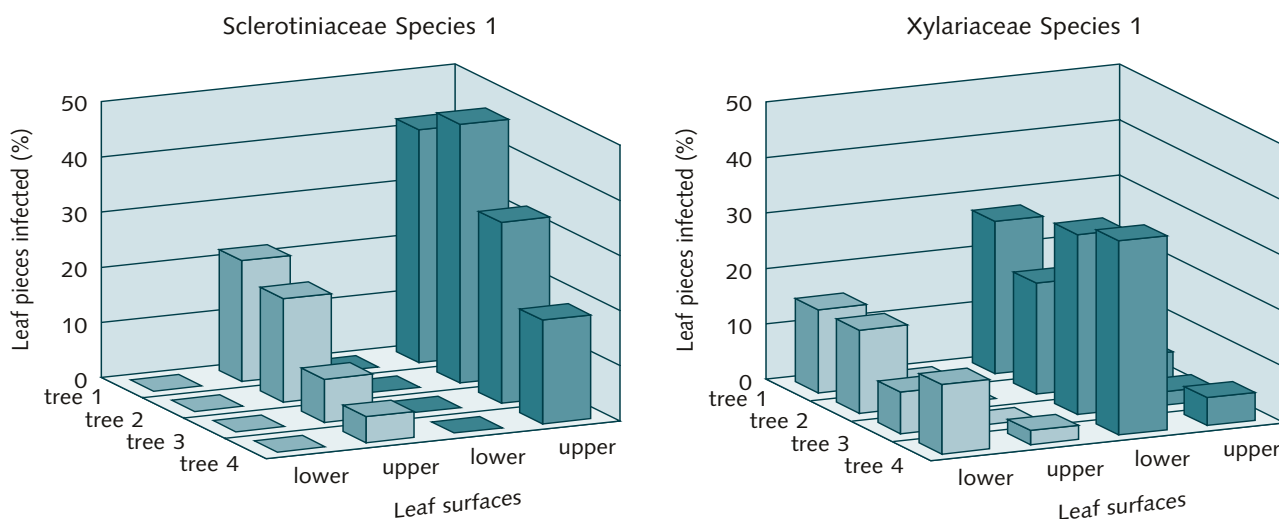 Sclerotiniaceae Species 1
Leaf pieces infected (%)
50
40
30
20
10
0
tree 1
tree 2
tree 3
tree 4
lower
upper
lower
upper
Leaf surfaces
Xylariaceae Species 1
Leaf pieces infected (%)
50
40
30
20
10
0
tree 1
tree 2
tree 3
tree 4
lower
upper
lower
upper
Leaf surfaces